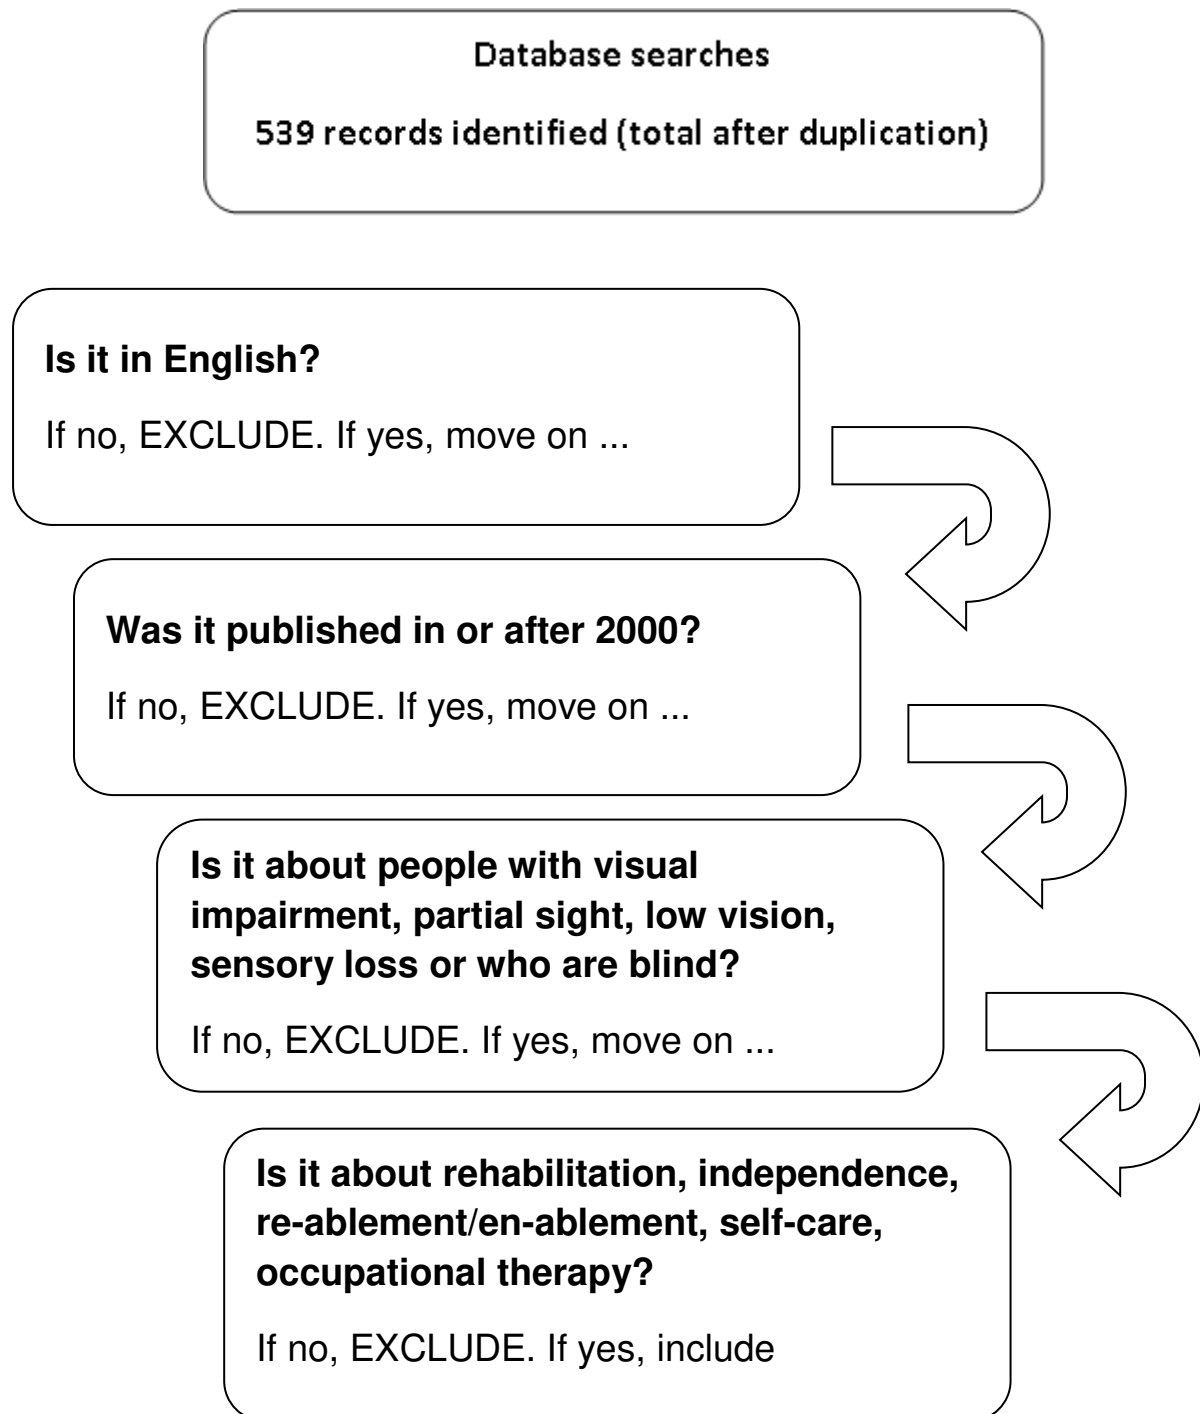 Database searches
539 records identified (total after duplication)
Is it in English?
If no, EXCLUDE. If yes, move on ...
Was it published in or after 2000?
If no, EXCLUDE. If yes, move on ...
Is it about people with visual
impairment, partial sight, low vision,
sensory loss or who are blind?
If no, EXCLUDE. If yes, move on ...
Is it about rehabilitation, independence,
re-ablement/en-ablement, self-care,
occupational therapy?
If no, EXCLUDE. If yes, include